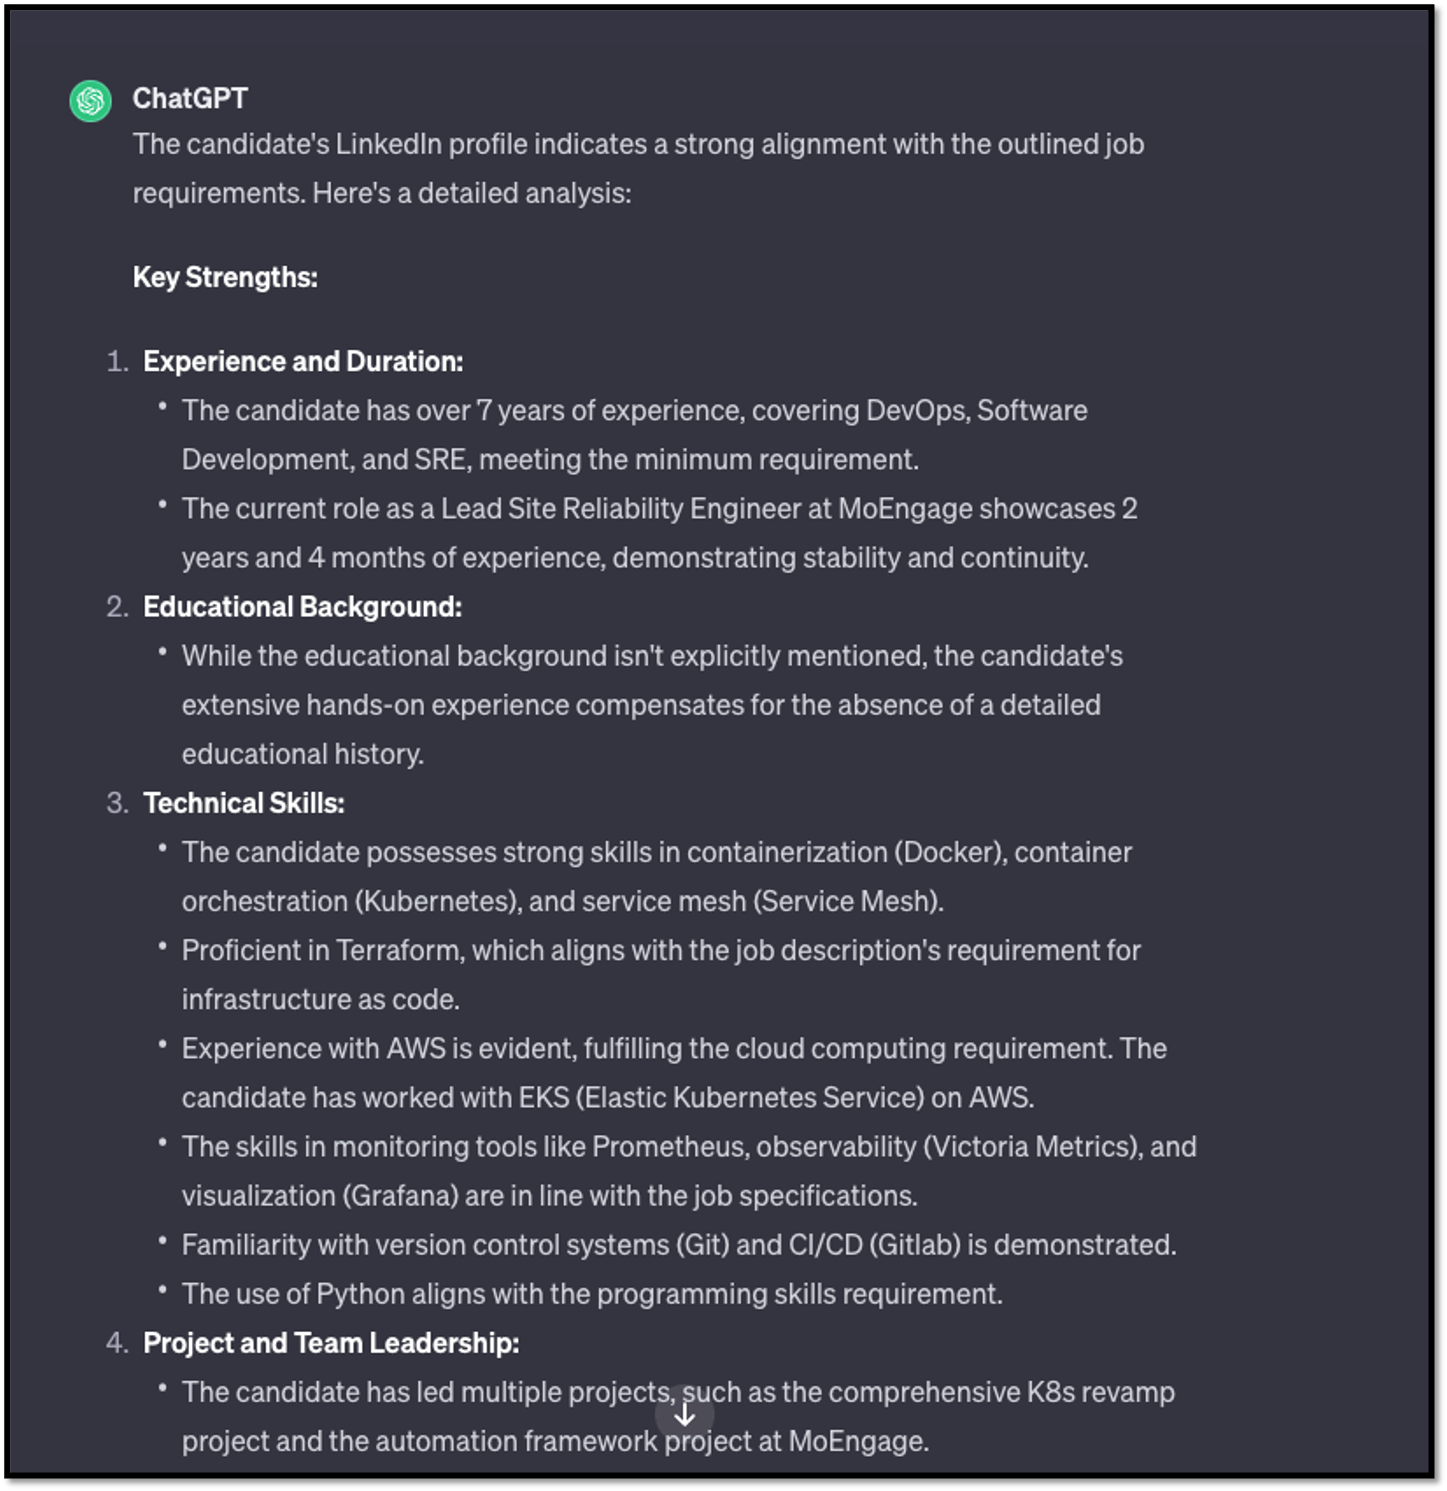 ChatGPT
The candidate's LinkedIn profile indicates a strong alignment with the outlined job
requirements. Here's a detailed analysis:
Key Strengths:
1. Experience and Duration:
• The candidate has over 7 years of experience, covering DevOps, Software
Development, and SRE, meeting the minimum requirement.
• The current role as a Lead Site Reliability Engineer at MoEngage showcases 2
years and 4 months of experience, demonstrating stability and continuity.
2. Educational Background:
• While the educational background isn't explicitly mentioned, the candidate's
extensive hands-on experience compensates for the absence of a detailed
educational history.
3. Technical Skills:
• The candidate possesses strong skills in containerization (Docker), container
orchestration (Kubernetes), and service mesh (Service Mesh).
• Proficient in Terraform, which aligns with the job description's requirement for
infrastructure as code.
• Experience with AWS is evident, fulfilling the cloud computing requirement. The
candidate has worked with EKS (Elastic Kubernetes Service) on AWS.
• The skills in monitoring tools like Prometheus, observability (Victoria Metrics), and
visualization (Grafana) are in line with the job specifications.
• Familiarity with version control systems (Git) and CI/CD (Gitlab) is demonstrated.
• The use of Python aligns with the programming skills requirement.
4. Project and Team Leadership:
• The candidate has led multiple projects, such as the comprehensive K8s revamp
project and the automation framework project at MoEngage.